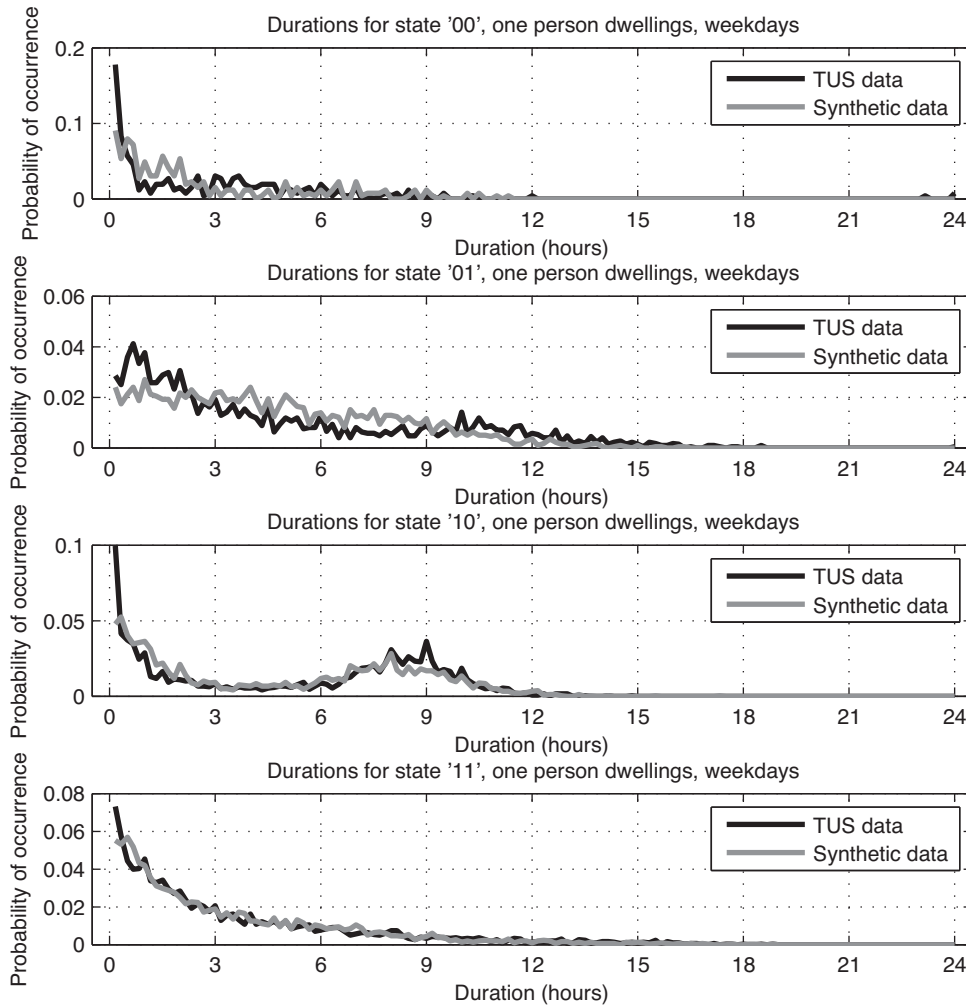 Durations for state '00', one person dwellings, weekdays
Probability of occurrence
0.2
0.1
0
TUS data
Synthetic data
0 3 6 9 12 15 18 21 24
Duration (hours)
Durations for state '01', one person dwellings, weekdays
Probability of occurrence
0.06
0.04
0.02
0
TUS data
Synthetic data
0 3 6 9 12 15 18 21 24
Duration (hours)
Durations for state '10', one person dwellings, weekdays
Probability of occurrence
0.1
0.05
0
TUS data
Synthetic data
0 3 6 9 12 15 18 21 24
Duration (hours)
Durations for state '11', one person dwellings, weekdays
Probability of occurrence
0.08
0.06
0.04
0.02
0
TUS data
Synthetic data
0 3 6 9 12 15 18 21 24
Duration (hours)